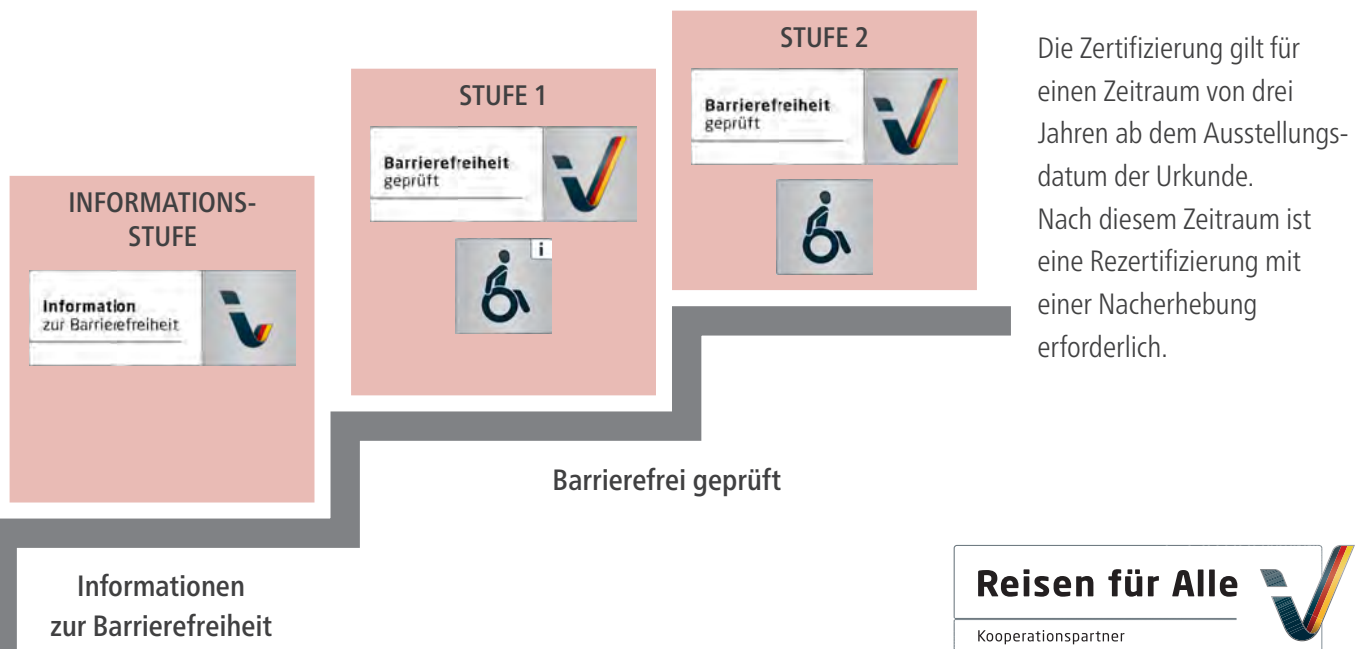 INFORMATIONS-
STUFE
Information
zur Barrierefreiheit
STUFE 1
Barrierefreiheit
geprüft
i
STUFE 2
Barrierefreiheit
geprüft
Die Zertifizierung gilt für
einen Zeitraum von drei
Jahren ab dem Ausstellungs-
datum der Urkunde.
Nach diesem Zeitraum ist
eine Rezertifizierung mit
einer Nacherhebung
erforderlich.
Barrierefrei geprüft
Informationen
zur Barrierefreiheit
Reisen für Alle
Kooperationspartner